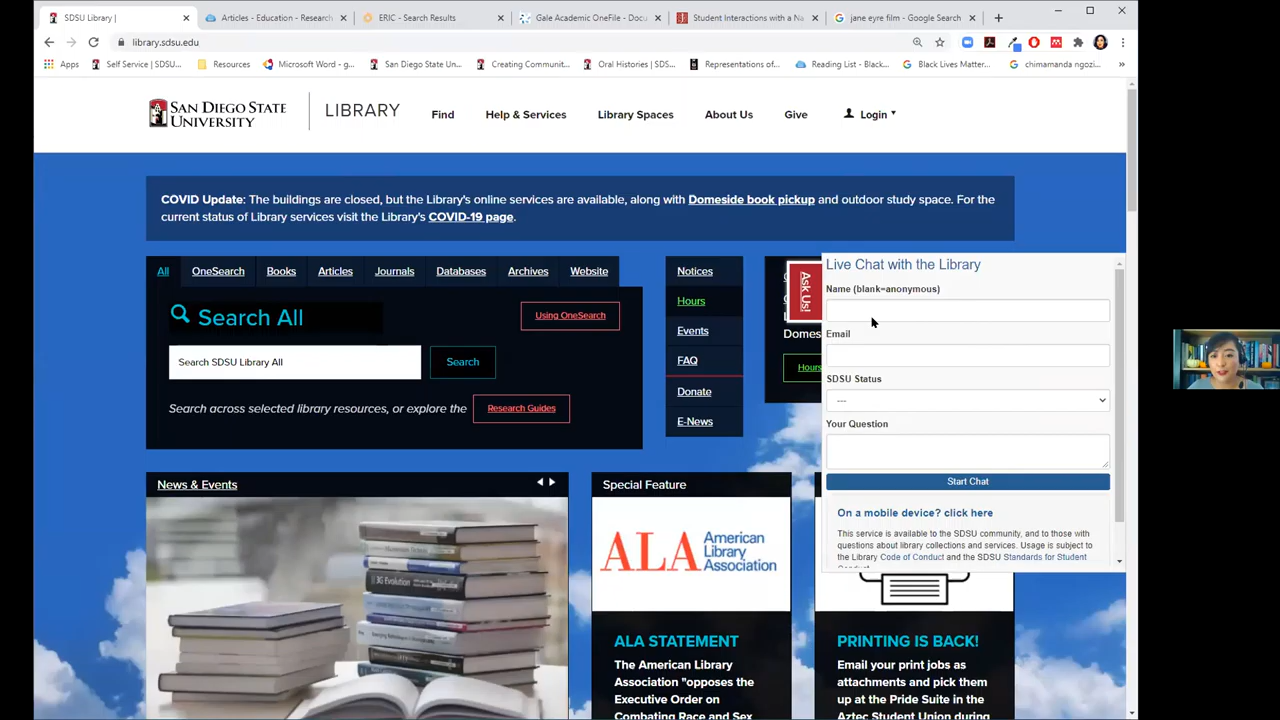 SDSU Library |
Articles - Education - Research
ERIC - Search Results
Gale Academic OneFile - Docu
Student Interactions with a Na
jane eyre film - Google Search
library.sdsu.edu
Apps
Self Service | SDSU...
Resources
Microsoft Word - g...
San Diego State Un...
Creating Communit...
Oral Histories | SDS...
Representations of...
Reading List - Black...
Black Lives Matter...
chimamanda ngozi...
SAN DIEGO STATE
UNIVERSITY
LIBRARY
Find
Help & Services
Library Spaces
About Us
Give
Login
COVID Update: The buildings are closed, but the Library's online services are available, along with Domeside book pickup and outdoor study space. For the
current status of Library services visit the Library's COVID-19 page.
All
OneSearch
Books
Articles
Journals
Databases
Archives
Website
Search All
Using OneSearch
Search SDSU Library All
Search
Search across selected library resources, or explore the
Research Guides
Notices
Hours
Events
FAQ
Donate
E-News
Domes
Hours
Ask Us!
Live Chat with the Library
Name (blank=anonymous)
Email
SDSU Status
---
Your Question
Start Chat
On a mobile device? click here
This service is available to the SDSU community, and to those with
questions about library collections and services. Usage is subject to
the Library Code of Conduct and the SDSU Standards for Student
News & Events
3G Evolution
Special Feature
ALA
American
Library
Association
ALA STATEMENT
The American Library
Association "opposes the
Executive Order on
Combating Race and Sex
PRINTING IS BACK!
Email your print jobs as
attachments and pick them
up at the Pride Suite in the
Aztec Student Union during